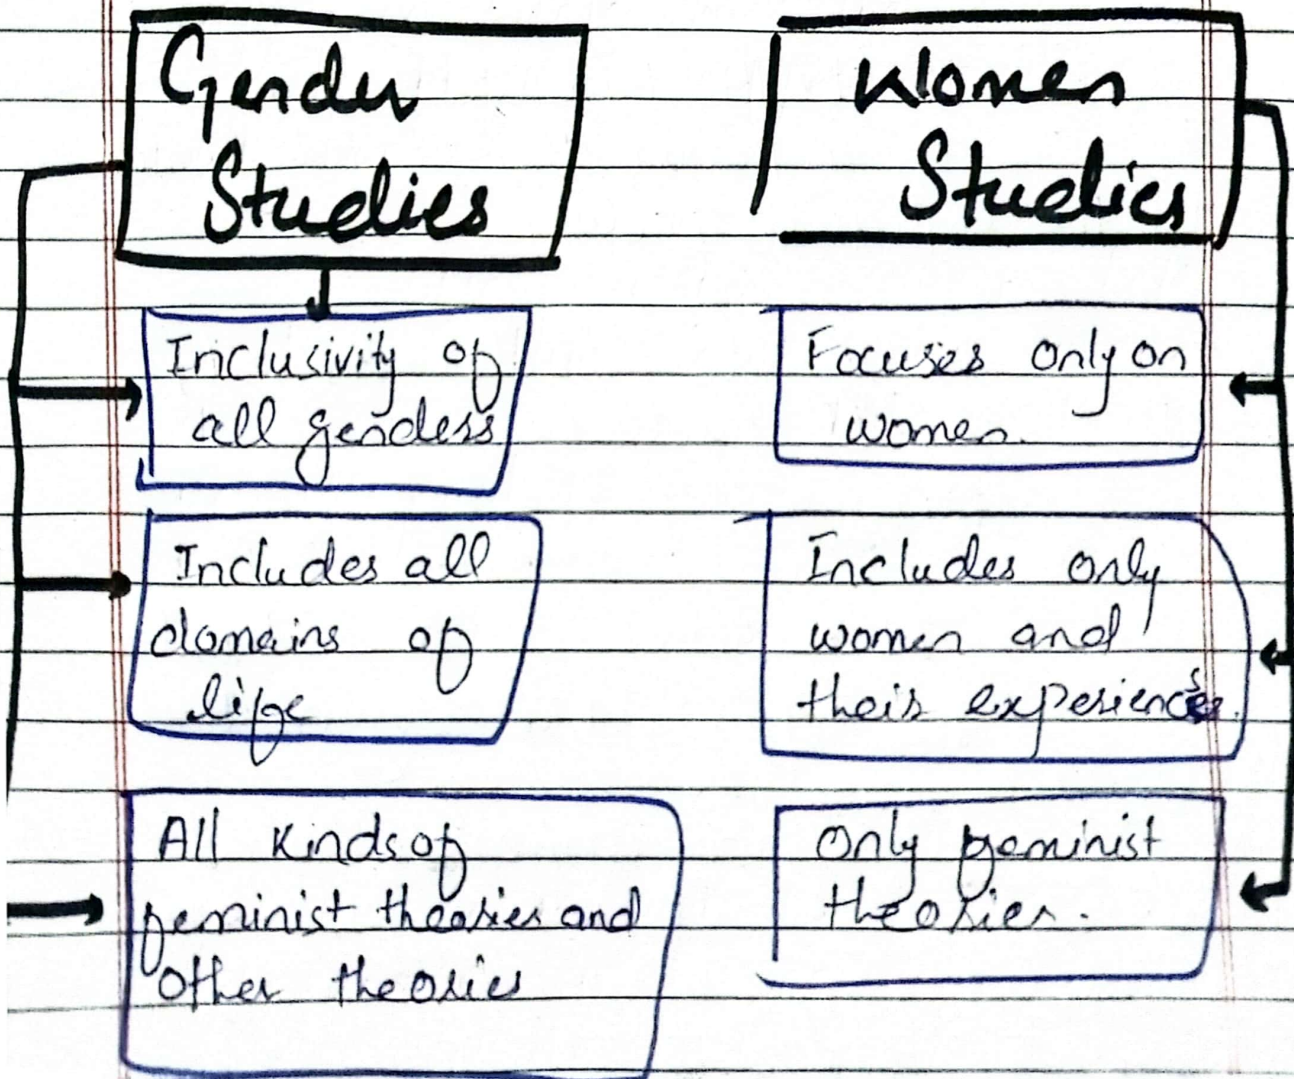 Gender
Studies
Women
Studies
Inclusivity of
all genders
Focuses only on
women.
Includes all
domains of
life
Includes only
women and
their experiences.
All kinds of
feminist theories and
other theories
Only feminist
theories.